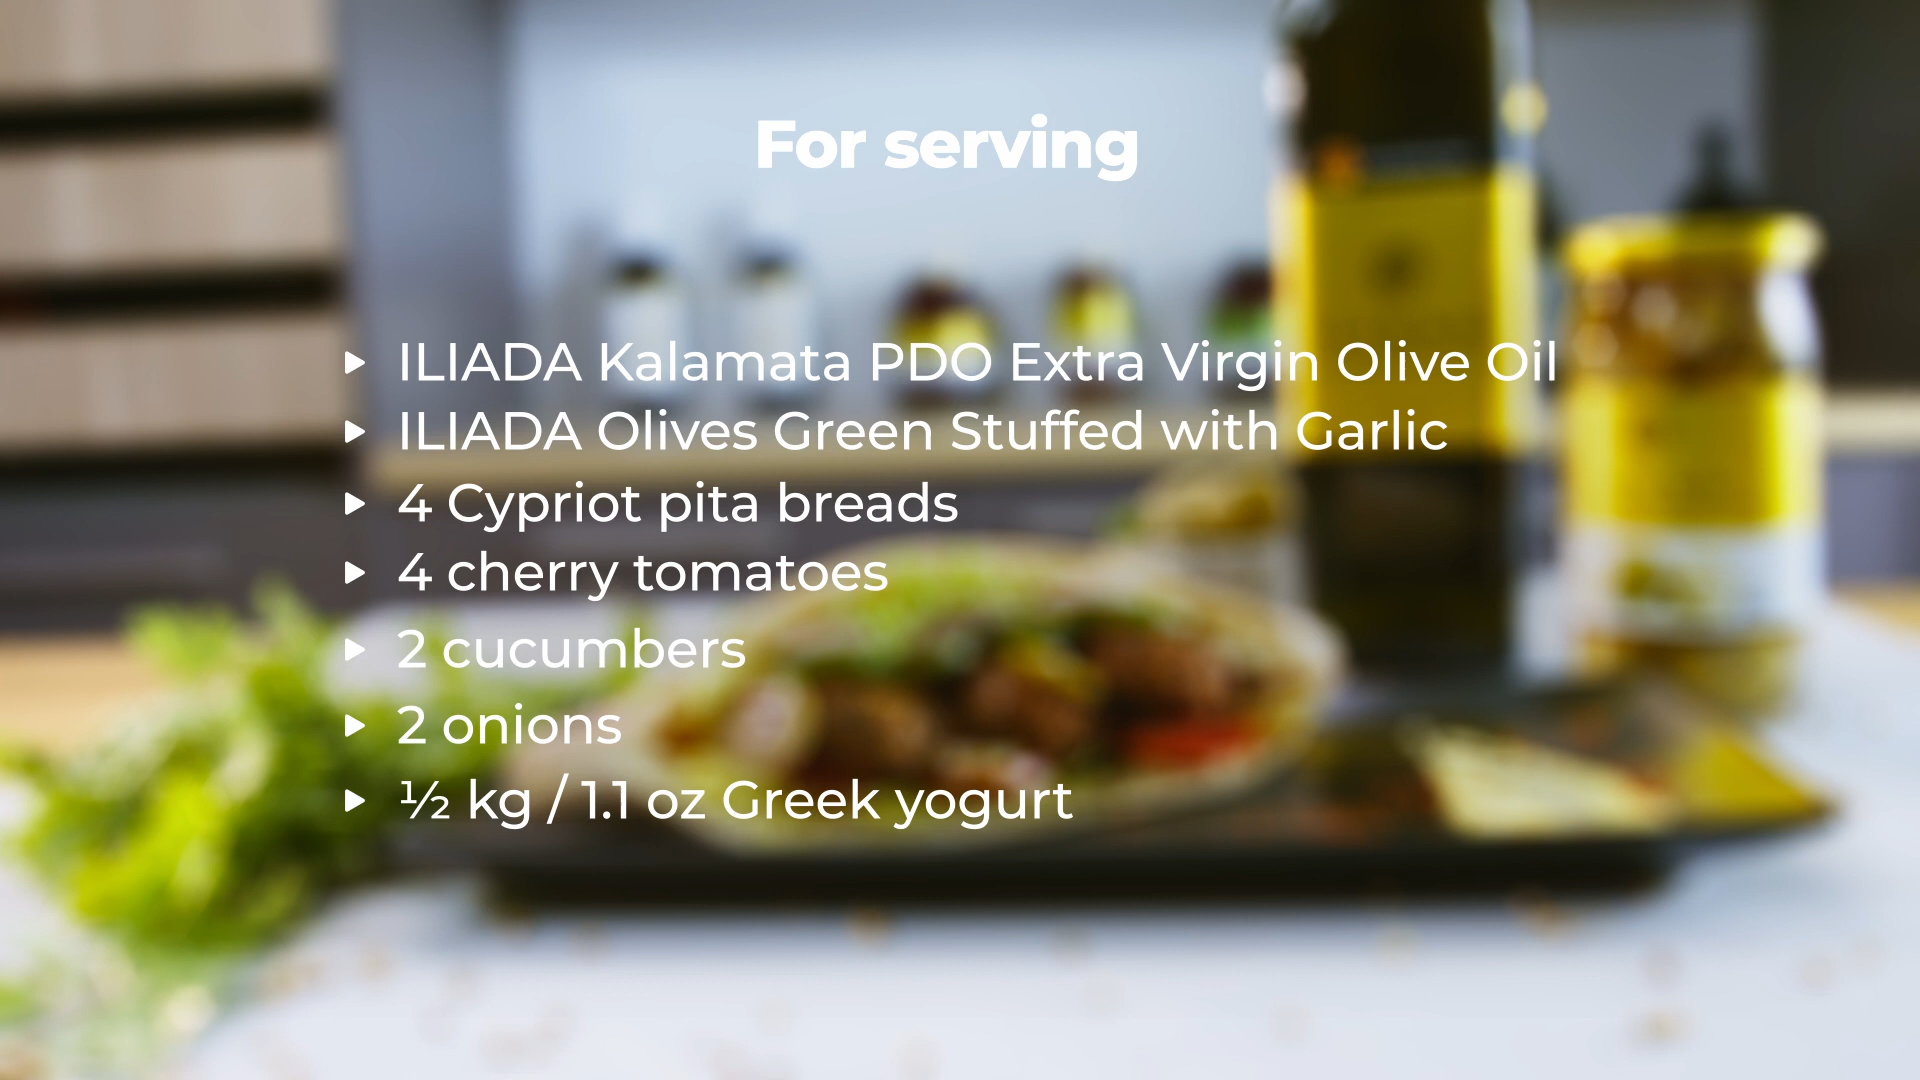 For serving
ILIADA Kalamata PDO Extra Virgin Olive Oil
ILIADA Olives Green Stuffed with Garlic
4 Cypriot pita breads
4 cherry tomatoes
2 cucumbers
2 onions
½ kg / 1.1 oz Greek yogurt